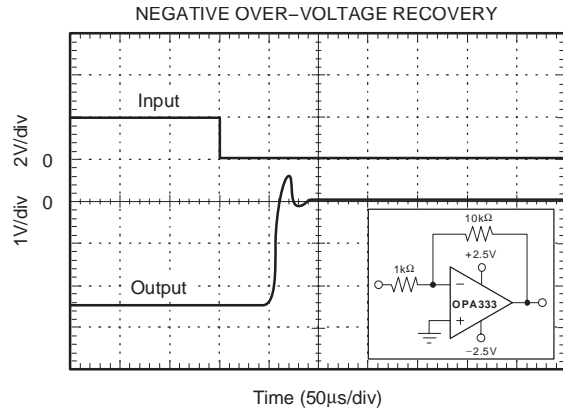 NEGATIVE OVER−VOLTAGE RECOVERY
Input
2V/div
0
0
1V/div
10kΩ
+2.5V
1kΩ
OPA333
−2.5V
Output
Time (50μs/div)